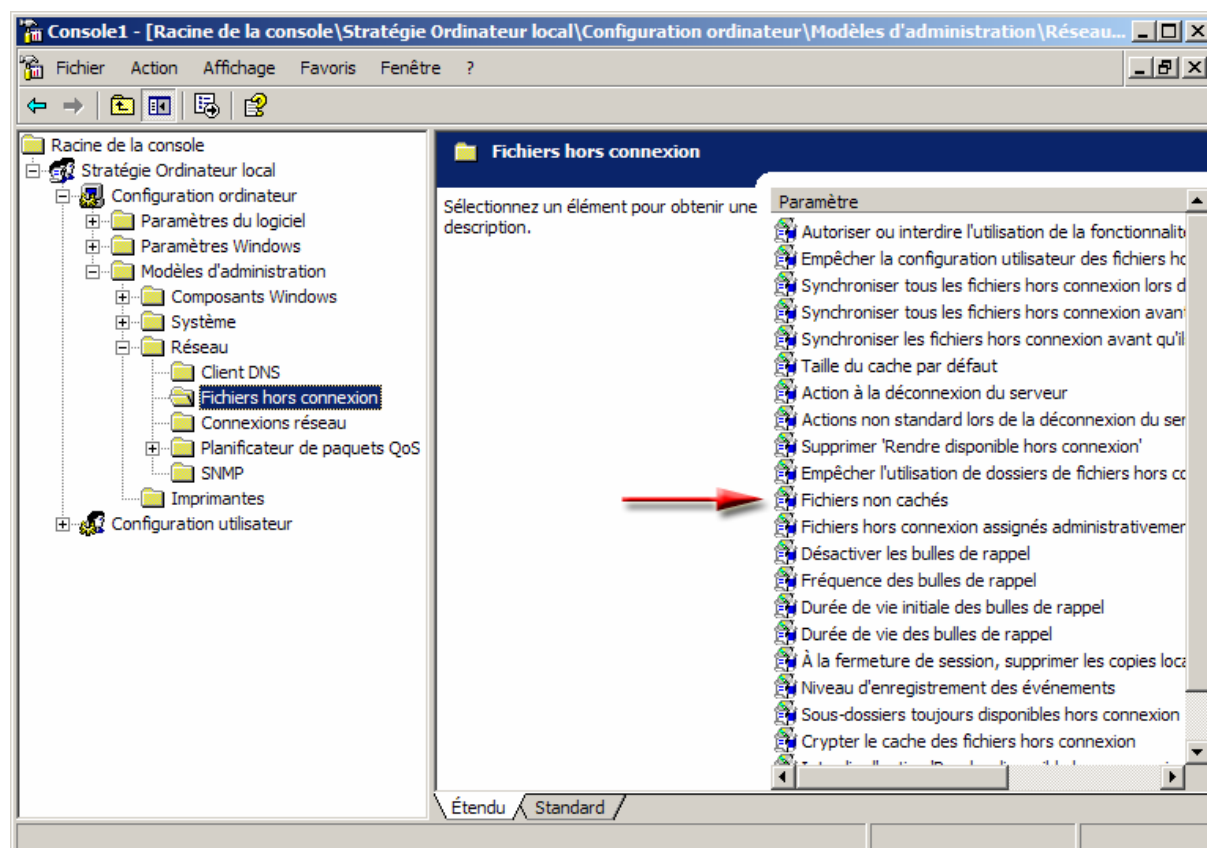 Console1 - [Racine de la console\Stratégie Ordinateur local\Configuration ordinateur\Modèles d'administration\Réseau...
Fichier Action Affichage Favoris Fenêtre ?
Racine de la console
Stratégie Ordinateur local
Configuration ordinateur
Paramètres du logiciel
Paramètres Windows
Modèles d'administration
Composants Windows
Système
Réseau
Client DNS
Fichiers hors connexion
Connexions réseau
Planificateur de paquets QoS
SNMP
Imprimantes
Configuration utilisateur
Fichiers hors connexion
Sélectionnez un élément pour obtenir une
description.
Paramètre
Autoriser ou interdire l'utilisation de la fonctionnalité
Empêcher la configuration utilisateur des fichiers ho
Synchroniser tous les fichiers hors connexion lors d
Synchroniser tous les fichiers hors connexion avan
Synchroniser les fichiers hors connexion avant qu'il
Taille du cache par défaut
Action à la déconnexion du serveur
Actions non standard lors de la déconnexion du ser
Supprimer 'Rendre disponible hors connexion'
Empêcher l'utilisation de dossiers de fichiers hors co
Fichiers non cachés
Fichiers hors connexion assignés administrativemer
Désactiver les bulles de rappel
Fréquence des bulles de rappel
Durée de vie initiale des bulles de rappel
Durée de vie des bulles de rappel
À la fermeture de session, supprimer les copies loca
Niveau d'enregistrement des événements
Sous-dossiers toujours disponibles hors connexion
Crypter le cache des fichiers hors connexion
Étendu Standard